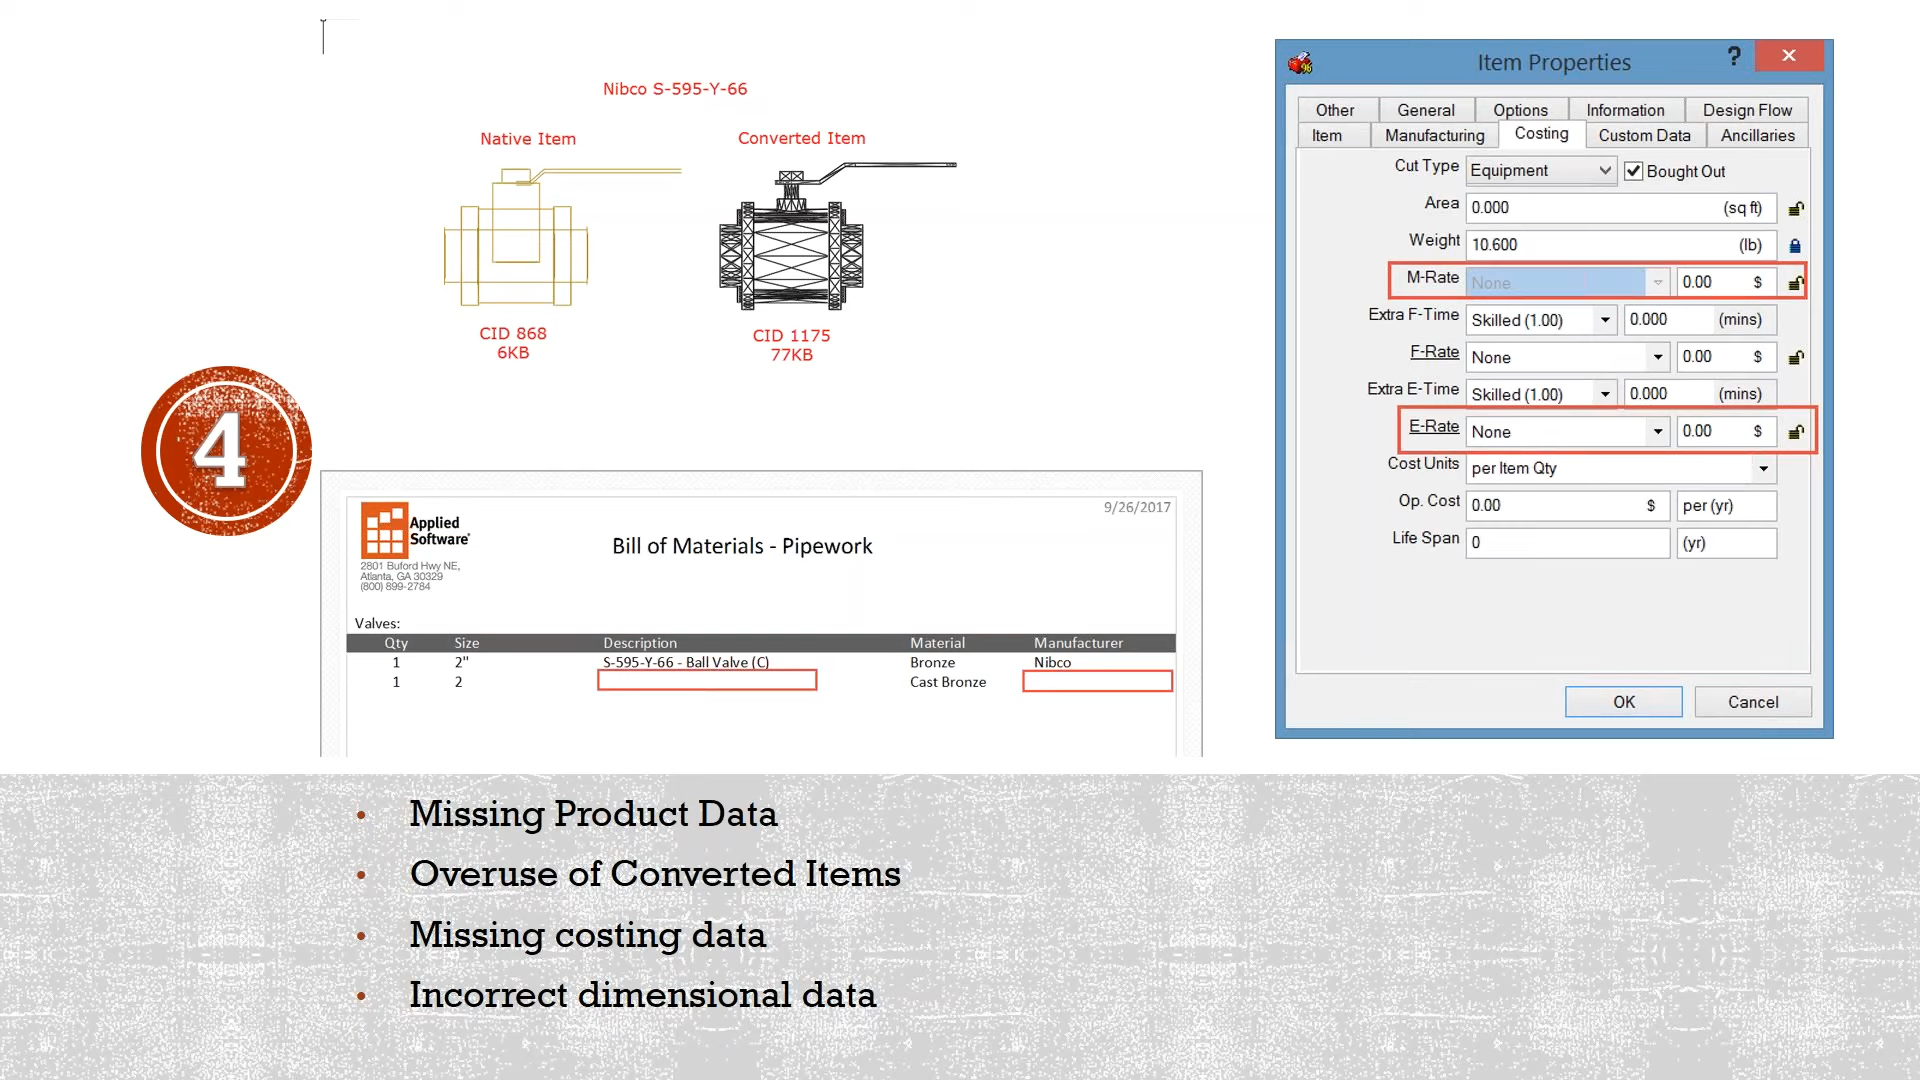 Nibco S-595-Y-66
Native Item
Converted Item
CID 868
6KB
CID 1175
77KB
4
Applied
Software
2801 Buford Hwy NE,
Atlanta, GA 30329
(800) 899-2784
9/26/2017
Bill of Materials - Pipework
Valves:
Qty Size Description Material Manufacturer
1 2" S-595-Y-66 - Ball Valve (C) Bronze Nibco
1 2 Cast Bronze
Item Properties
?
Other General Options Information Design Flow
Item Manufacturing Costing Custom Data Ancillaries
Cut Type Equipment Bought Out
Area 0.000 (sq ft)
Weight 10.600 (lb)
M-Rate None 0.00 $
Extra F-Time Skilled (1.00) 0.000 (mins)
F-Rate None 0.00 $
Extra E-Time Skilled (1.00) 0.000 (mins)
E-Rate None 0.00 $
Cost Units per Item Qty
Op. Cost 0.00 $ per (yr)
Life Span 0 (yr)
OK Cancel
• Missing Product Data
• Overuse of Converted Items
• Missing costing data
• Incorrect dimensional data